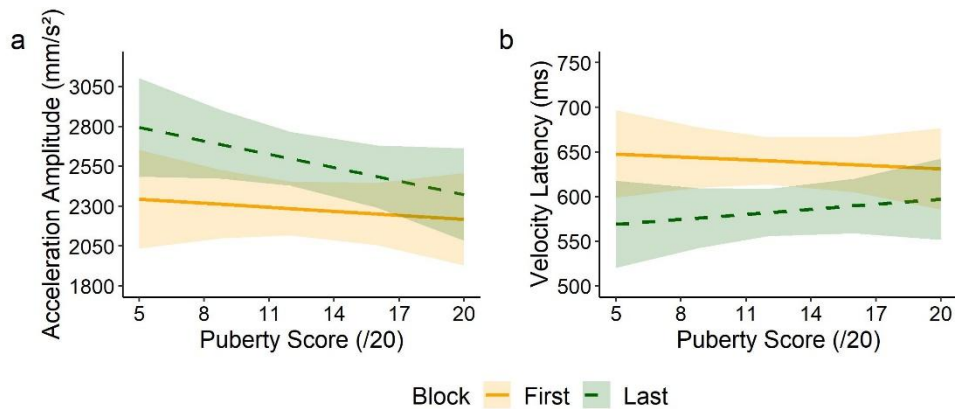 a
Acceleration Amplitude (mm/s²)
3050
2800
2550
2300
2050
1800
5 8 11 14 17 20
Puberty Score (/20)
b
Velocity Latency (ms)
750
700
650
600
550
500
5 8 11 14 17 20
Puberty Score (/20)
Block First Last